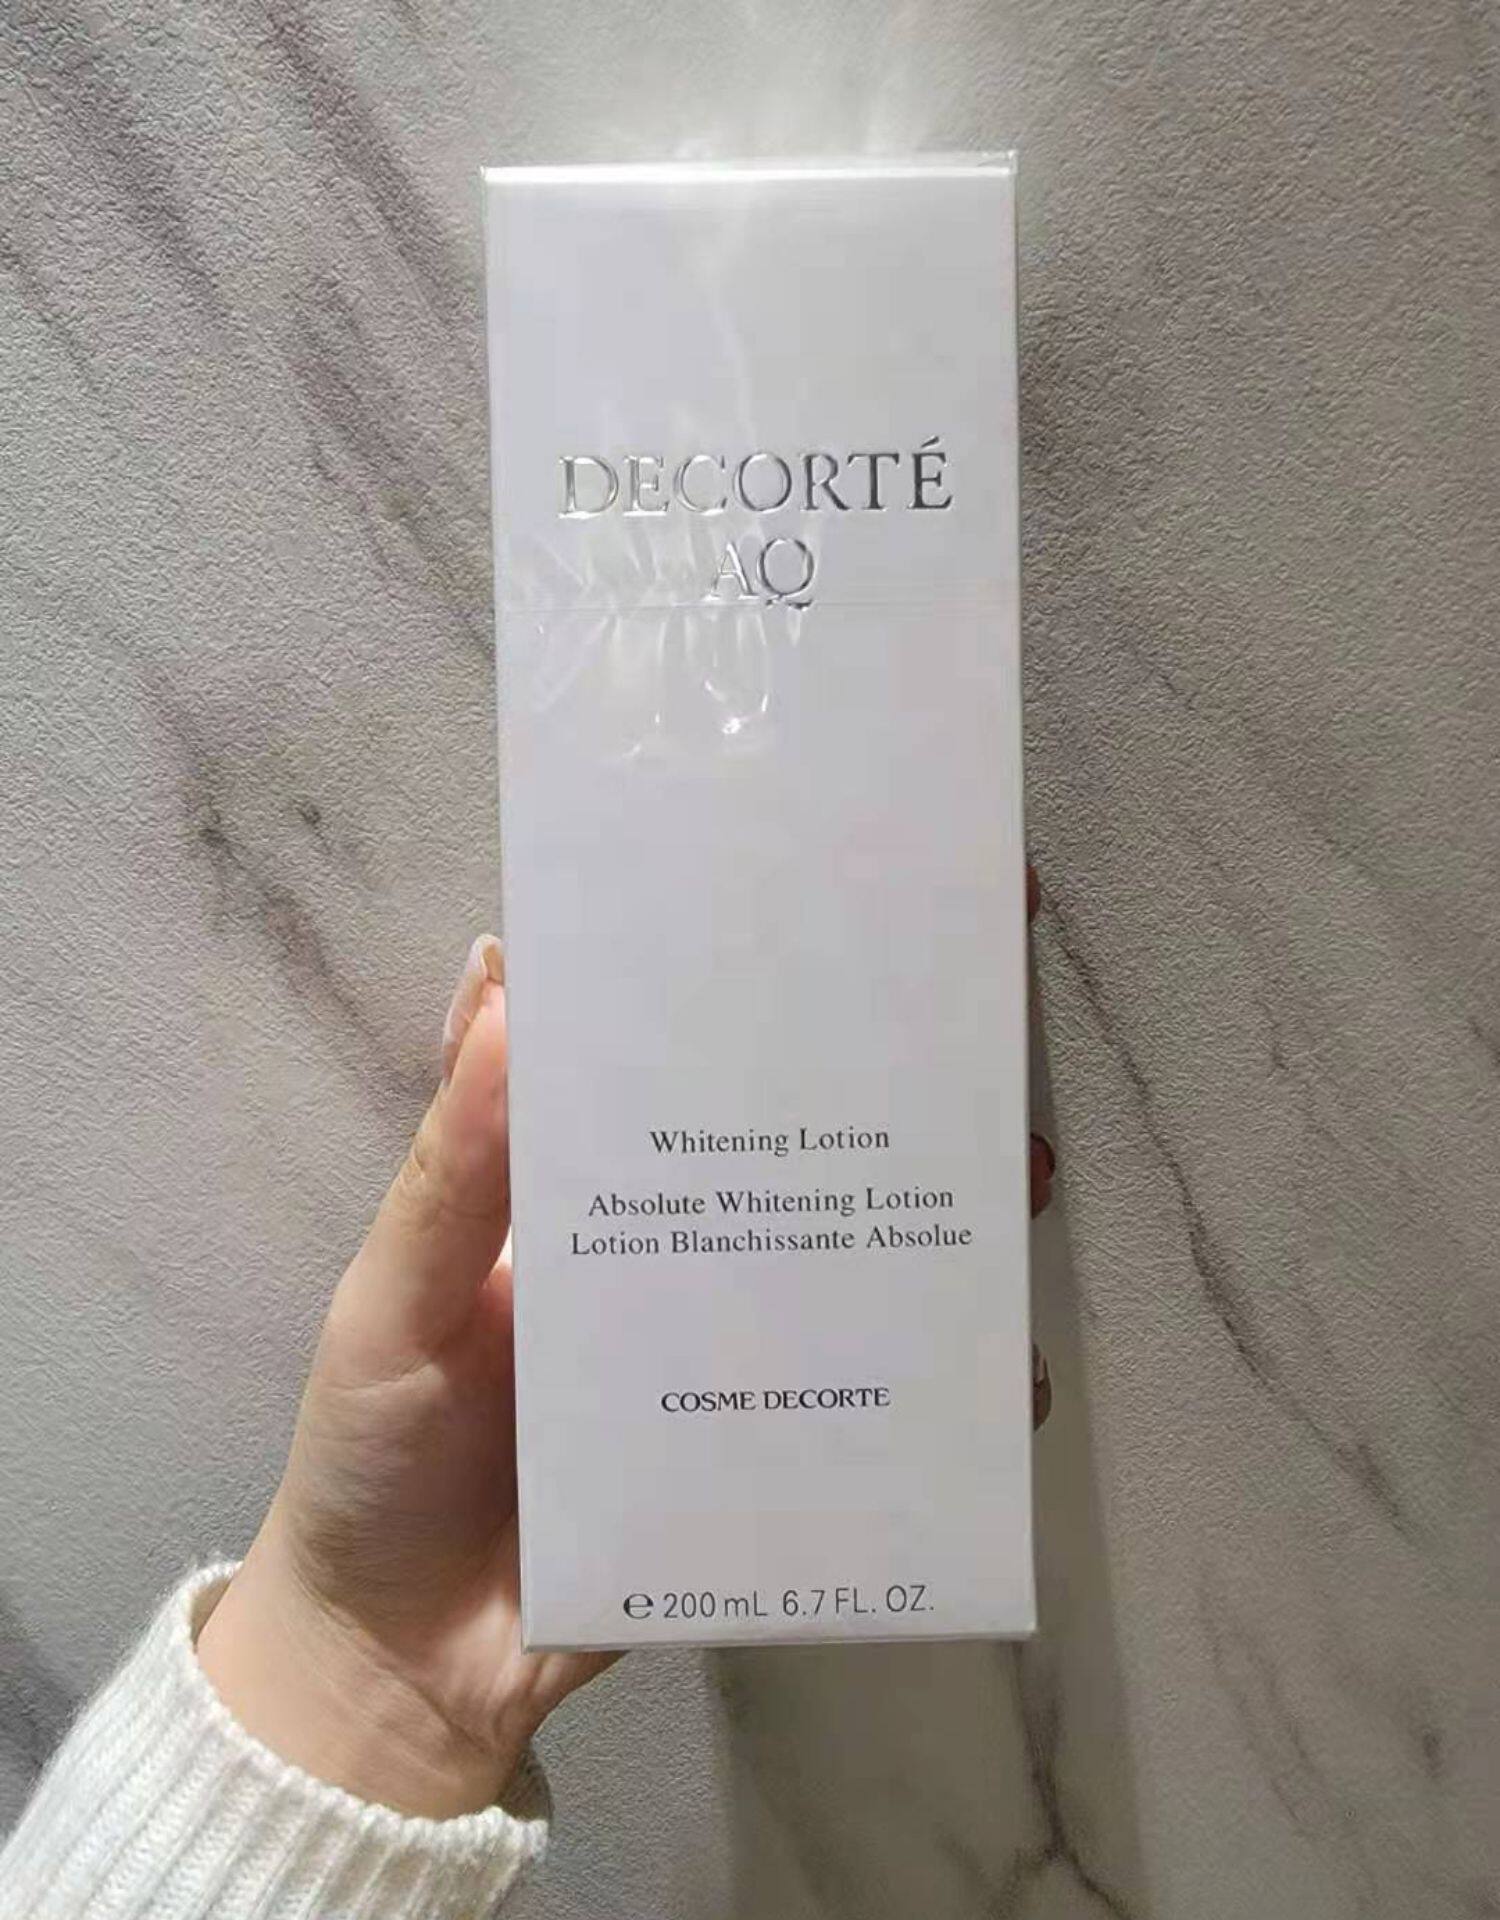 DECORTÉ
AQ
Whitening Lotion
Absolute Whitening Lotion
Lotion Blanchissante Absolue
COSME DECORTE
℮ 200 mL 6.7 FL. OZ.